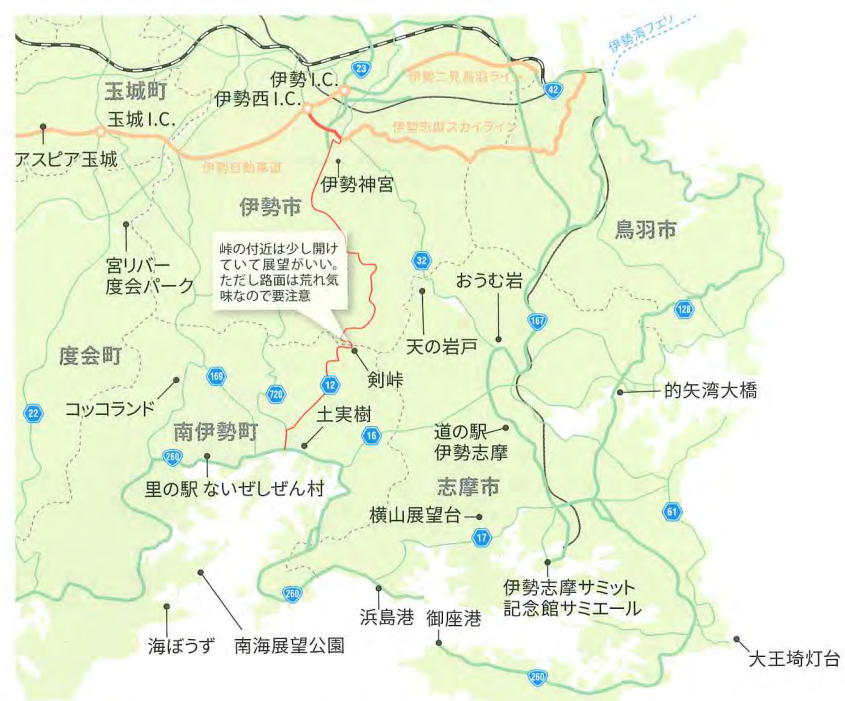 伊勢湾フェリー
23
伊勢I.C.
伊勢二見鳥羽ライン
42
玉城町
伊勢西I.C.
玉城I.C.
伊勢志摩スカイライン
アスピア玉城
伊勢自動車道
伊勢神宮
伊勢市
鳥羽市
峠の付近は少し開け
ていて展望がいい。
ただし路面は荒れ気
味なので要注意
宮リバー
度会パーク
32
おうむ岩
128
167
天の岩戸
度会町
剣峠
169
12
720
コッコランド
的矢湾大橋
22
土実樹
南伊勢町
16
道の駅
伊勢志摩
260
里の駅 ないぜしぜん村
志摩市
横山展望台
61
17
伊勢志摩サミット
記念館サミエール
260
浜島港
御座港
海ぼうず
南海展望公園
大王埼灯台
260